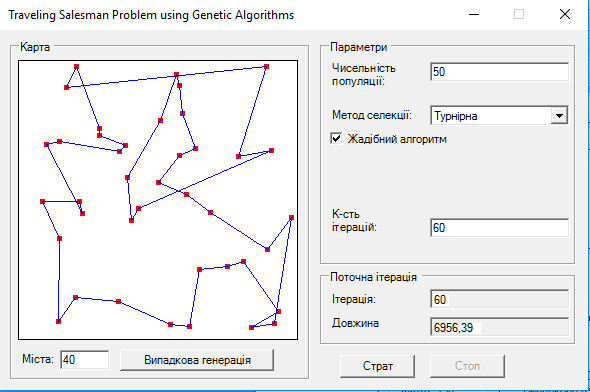 Traveling Salesman Problem using Genetic Algorithms
Карта
Міста:
40
Випадкова генерація
Параметри
Чисельність
популяції:
50
Метод селекції:
Турнірна
Жадібний алгоритм
К-сть
ітерацій:
60
Поточна ітерація
Ітерація:
60
Довжина
6956,39
Страт
Стоп